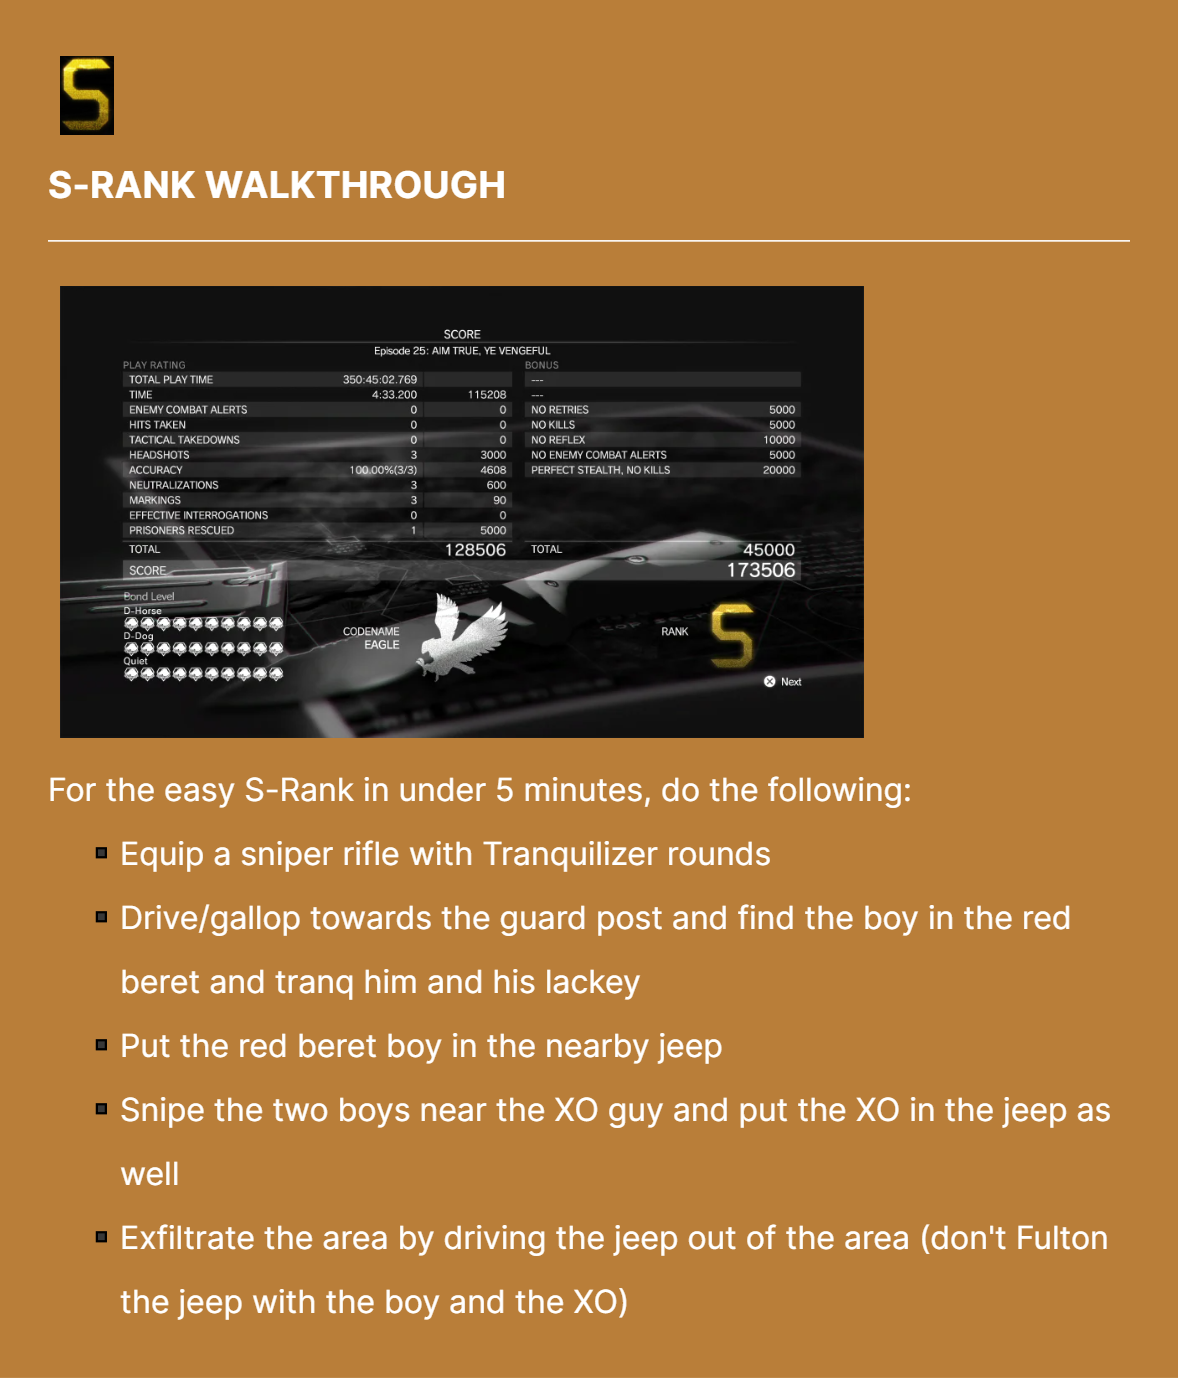 S
S-RANK WALKTHROUGH
SCORE
Episode 25: AIM TRUE, YE VENGEFUL
PLAY RATING
TOTAL PLAY TIME 350:45:02.769
TIME 4:33.200 115208
ENEMY COMBAT ALERTS 0 0
HITS TAKEN 0 0
TACTICAL TAKEDOWNS 0 0
HEADSHOTS 3 3000
ACCURACY 100.00%(3/3) 4608
NEUTRALIZATIONS 3 600
MARKINGS 3 90
EFFECTIVE INTERROGATIONS 0 0
PRISONERS RESCUED 1 5000
TOTAL 128506
BONUS
---
---
NO RETRIES 5000
NO KILLS 5000
NO REFLEX 10000
NO ENEMY COMBAT ALERTS 5000
PERFECT STEALTH, NO KILLS 20000
TOTAL 45000
SCORE 173506
Bond Level
D-Horse
D-Dog
Quiet
CODENAME
EAGLE
RANK S
Next
For the easy S-Rank in under 5 minutes, do the following:
Equip a sniper rifle with Tranquilizer rounds
Drive/gallop towards the guard post and find the boy in the red
beret and tranq him and his lackey
Put the red beret boy in the nearby jeep
Snipe the two boys near the XO guy and put the XO in the jeep as
well
Exfiltrate the area by driving the jeep out of the area (don't Fulton
the jeep with the boy and the XO)